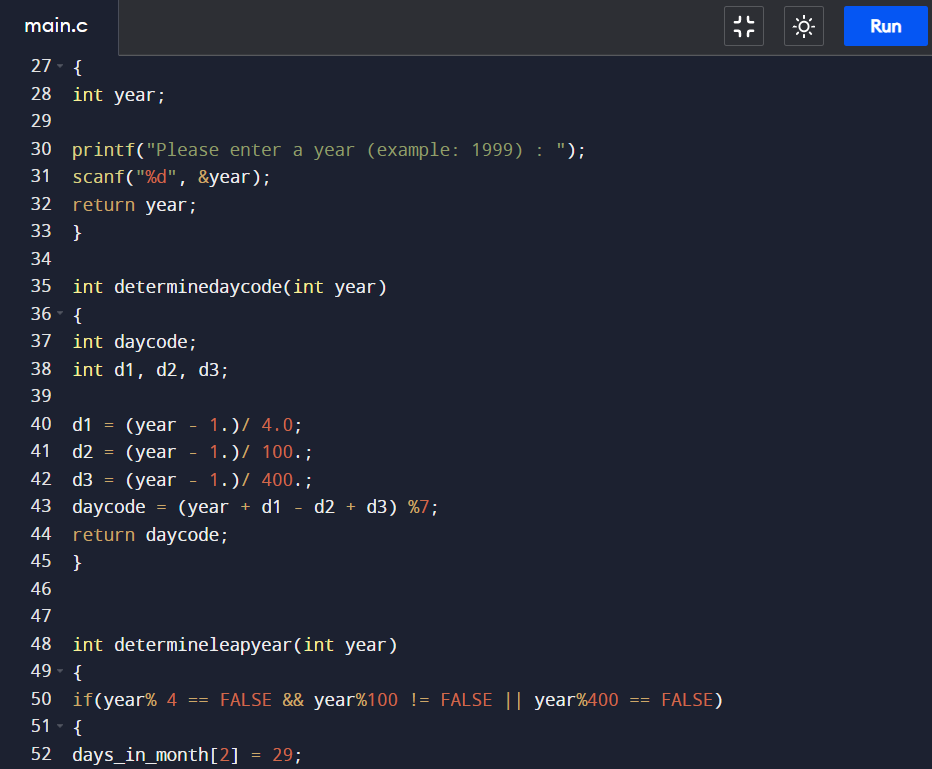 main.c
Run
27 {
28 int year;
29
30 printf("Please enter a year (example: 1999) : ");
31 scanf("%d", &year);
32 return year;
33 }
34
35 int determinedaycode(int year)
36 {
37 int daycode;
38 int d1, d2, d3;
39
40 d1 = (year - 1.)/ 4.0;
41 d2 = (year - 1.)/ 100.;
42 d3 = (year - 1.)/ 400.;
43 daycode = (year + d1 - d2 + d3) %7;
44 return daycode;
45 }
46
47
48 int determineleapyear(int year)
49 {
50 if(year% 4 == FALSE && year%100 != FALSE || year%400 == FALSE)
51 {
52 days_in_month[2] = 29;